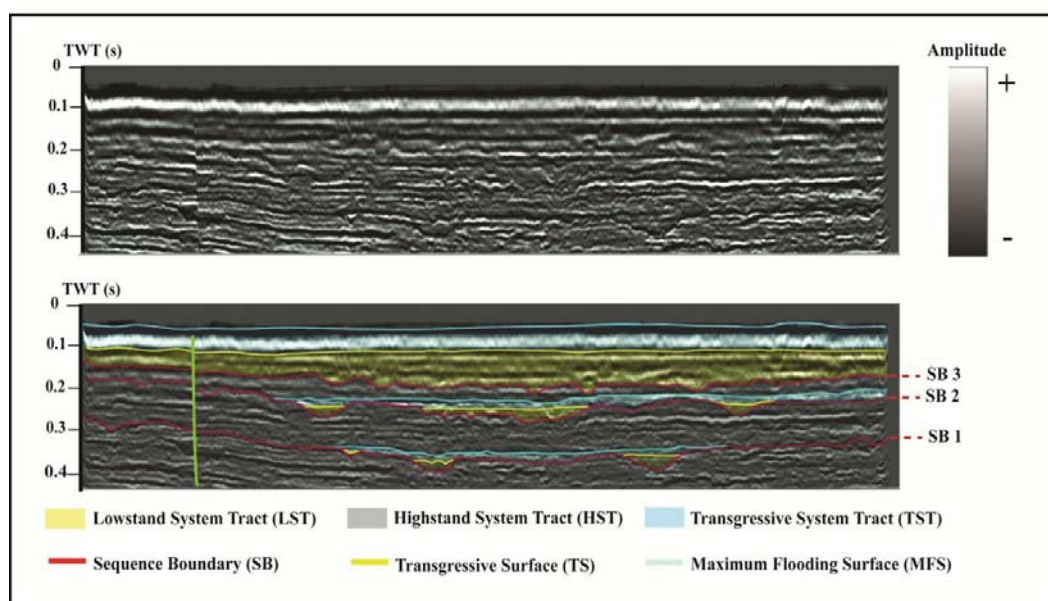 TWT (s)
Amplitude
0
0.1
0.2
0.3
0.4
+
-
TWT (s)
0
0.1
0.2
0.3
0.4
SB 3
SB 2
SB 1
Lowstand System Tract (LST)
Highstand System Tract (HST)
Transgressive System Tract (TST)
Sequence Boundary (SB)
Transgressive Surface (TS)
Maximum Flooding Surface (MFS)